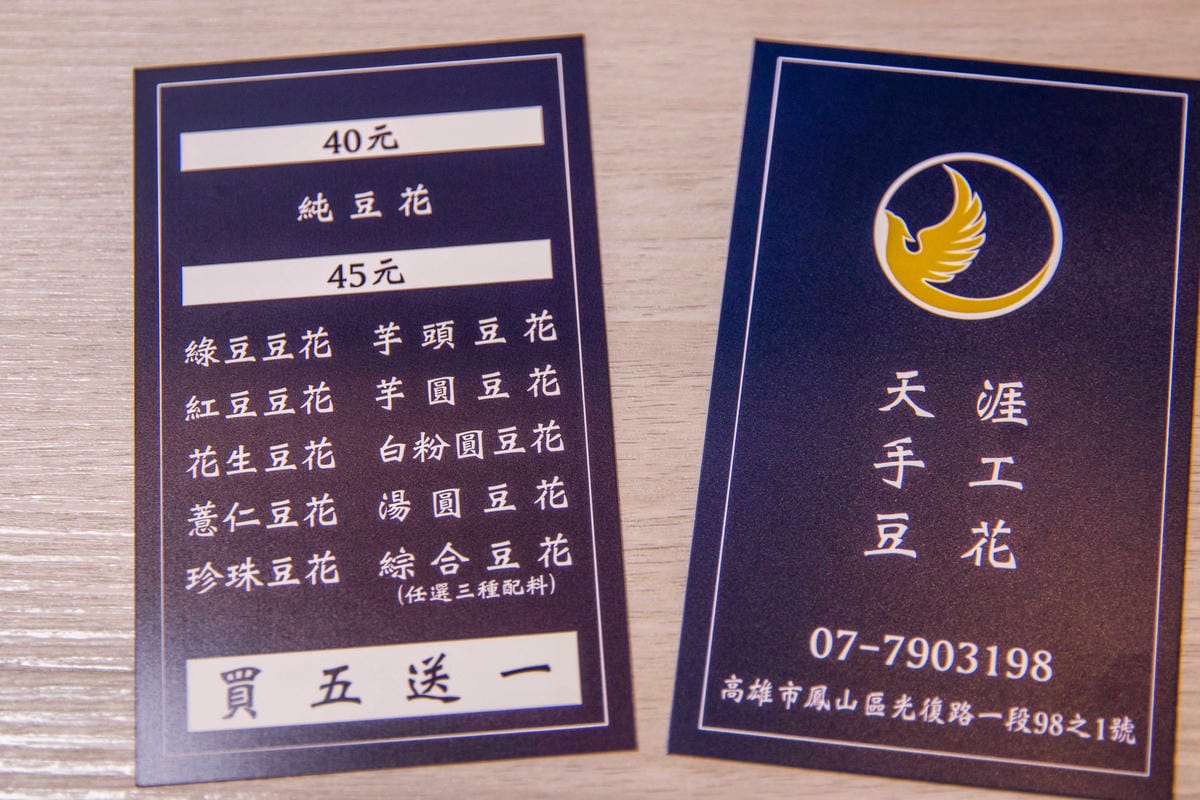 40元
純豆花
45元
綠豆豆花 芋頭豆花
紅豆豆花 芋圓豆花
花生豆花 白粉圓豆花
薏仁豆花 湯圓豆花
珍珠豆花 綜合豆花
(任選三種配料)
買五送一
天涯
手工
豆花
07-7903198
高雄市鳳山區光復路一段98之1號